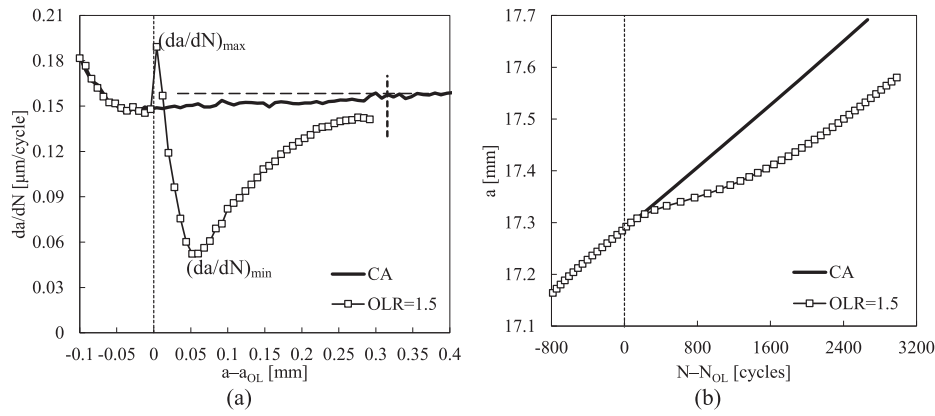 0.21
0.18
0.15
0.12
0.09
0.06
0.03
0
da/dN [μm/cycle]
(da/dN)max
(da/dN)min
CA
OLR=1.5
-0.1 -0.05 0 0.05 0.1 0.15 0.2 0.25 0.3 0.35 0.4
a–aOL [mm]
(a)
17.7
17.6
17.5
17.4
17.3
17.2
17.1
a [mm]
CA
OLR=1.5
-800 0 800 1600 2400 3200
N–NOL [cycles]
(b)